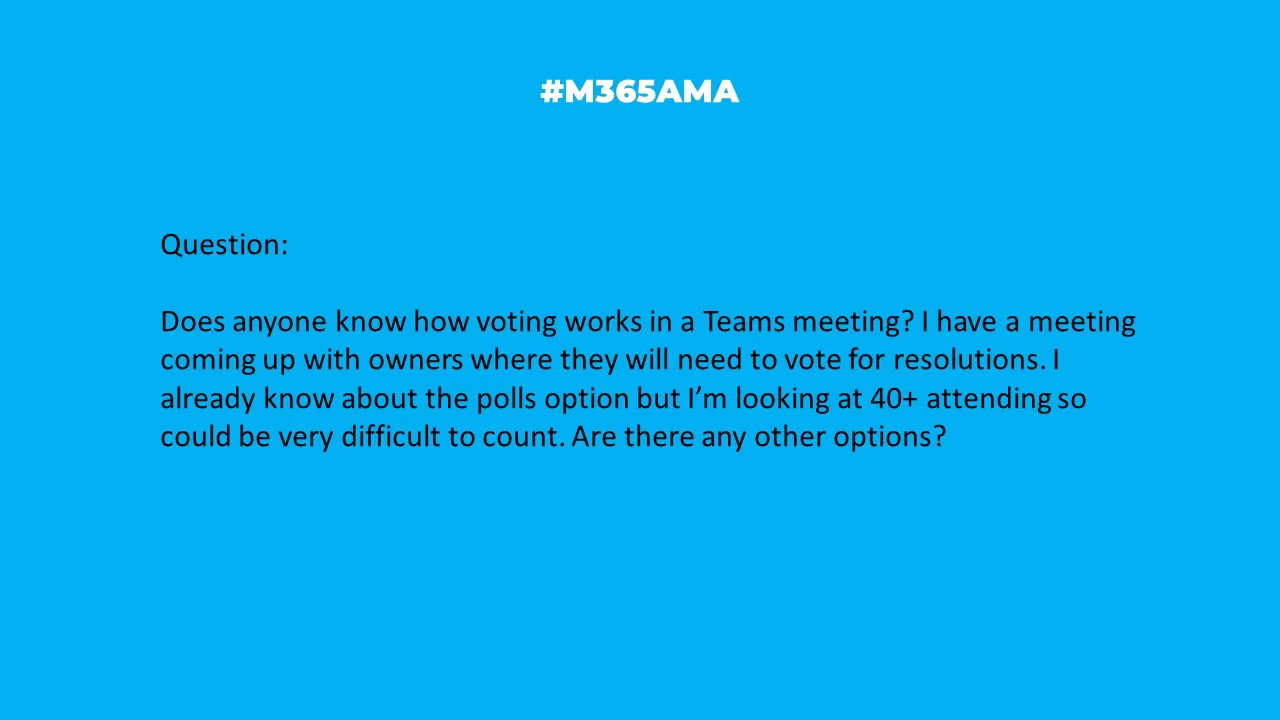 #M365AMA
Question:
Does anyone know how voting works in a Teams meeting? I have a meeting
coming up with owners where they will need to vote for resolutions. I
already know about the polls option but I’m looking at 40+ attending so
could be very difficult to count. Are there any other options?